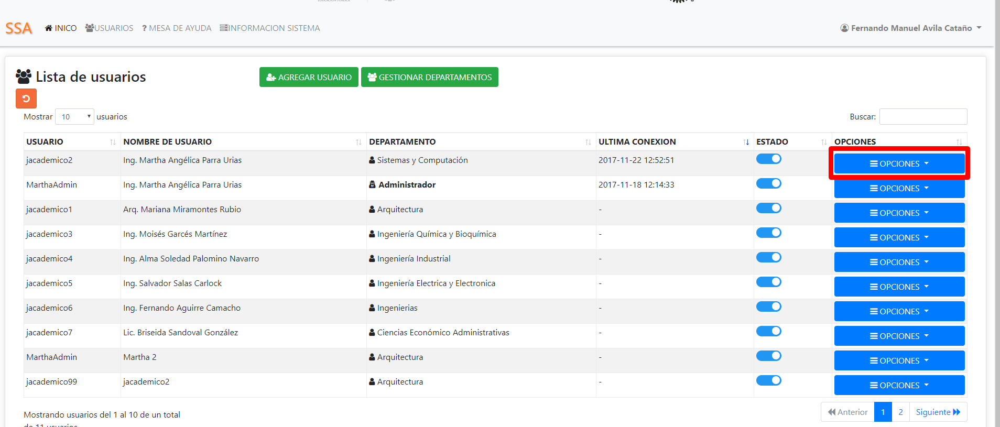 SSA INICO USUARIOS ? MESA DE AYUDA INFORMACION SISTEMA Fernando Manuel Avila Cataño
Lista de usuarios AGREGAR USUARIO GESTIONAR DEPARTAMENTOS
Mostrar 10 usuarios Buscar:
USUARIO NOMBRE DE USUARIO DEPARTAMENTO ULTIMA CONEXION ESTADO OPCIONES
jacademico2 Ing. Martha Angélica Parra Urias Sistemas y Computación 2017-11-22 12:52:51 OPCIONES
MarthaAdmin Ing. Martha Angélica Parra Urias Administrador 2017-11-18 12:14:33 OPCIONES
jacademico1 Arq. Mariana Miramontes Rubio Arquitectura - OPCIONES
jacademico3 Ing. Moisés Garcés Martínez Ingeniería Química y Bioquímica - OPCIONES
jacademico4 Ing. Alma Soledad Palomino Navarro Ingeniería Industrial - OPCIONES
jacademico5 Ing. Salvador Salas Carlock Ingeniería Electrica y Electronica - OPCIONES
jacademico6 Ing. Fernando Aguirre Camacho Ingenierias - OPCIONES
jacademico7 Lic. Briseida Sandoval González Ciencias Económico Administrativas - OPCIONES
MarthaAdmin Martha 2 Arquitectura - OPCIONES
jacademico99 jacademico2 Arquitectura - OPCIONES
Anterior 1 2 Siguiente
Mostrando usuarios del 1 al 10 de un total
de 11 usuarios